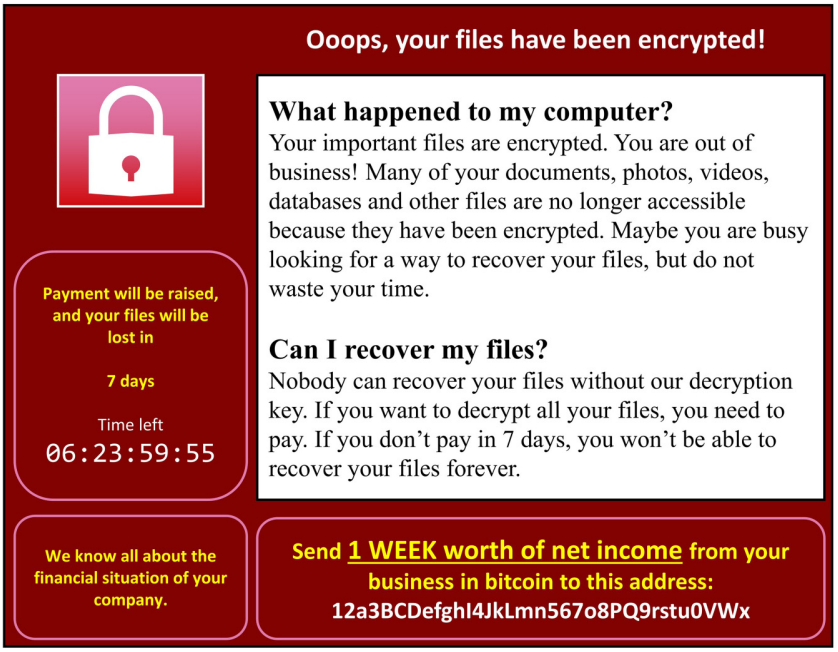 Ooops, your files have been encrypted!
What happened to my computer?
Your important files are encrypted. You are out of
business! Many of your documents, photos, videos,
databases and other files are no longer accessible
because they have been encrypted. Maybe you are busy
looking for a way to recover your files, but do not
waste your time.
Can I recover my files?
Nobody can recover your files without our decryption
key. If you want to decrypt all your files, you need to
pay. If you don’t pay in 7 days, you won’t be able to
recover your files forever.
Payment will be raised,
and your files will be
lost in
7 days
Time left
06:23:59:55
We know all about the
financial situation of your
company.
Send 1 WEEK worth of net income from your
business in bitcoin to this address:
12a3BCDefghI4JkLmn567o8PQ9rstu0VWx